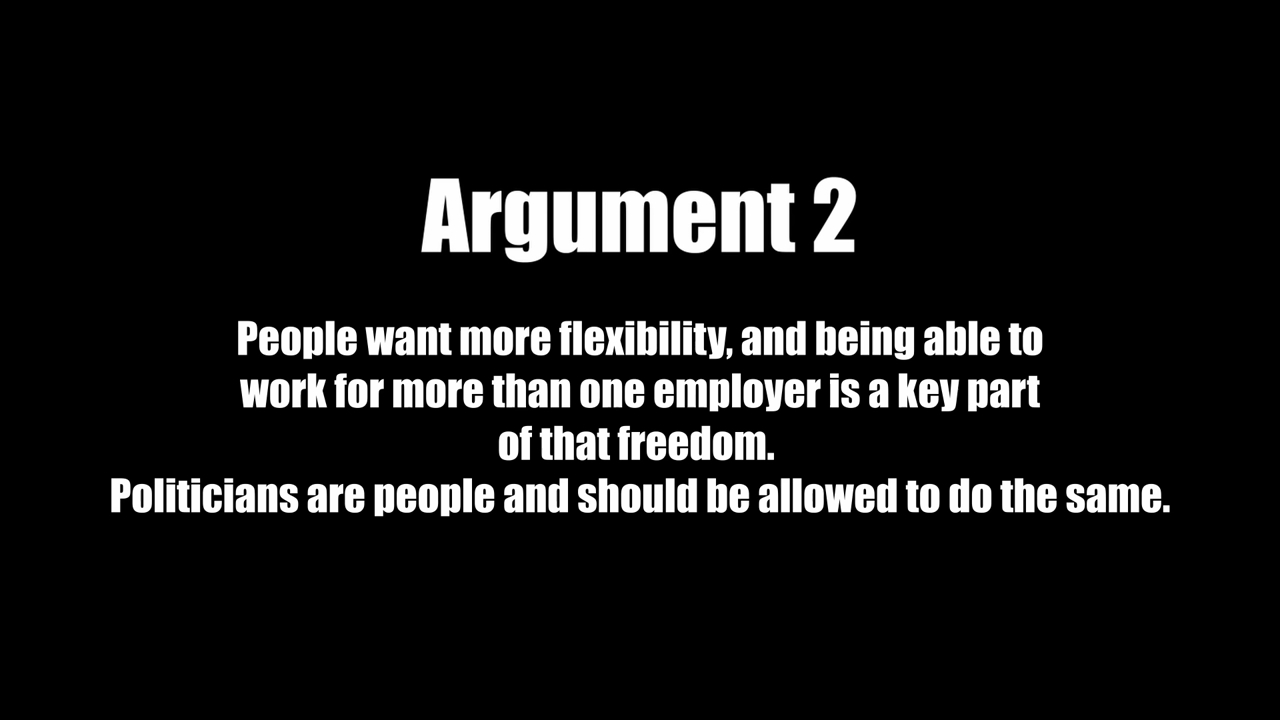 Argument 2
People want more flexibility, and being able to
work for more than one employer is a key part
of that freedom.
Politicians are people and should be allowed to do the same.